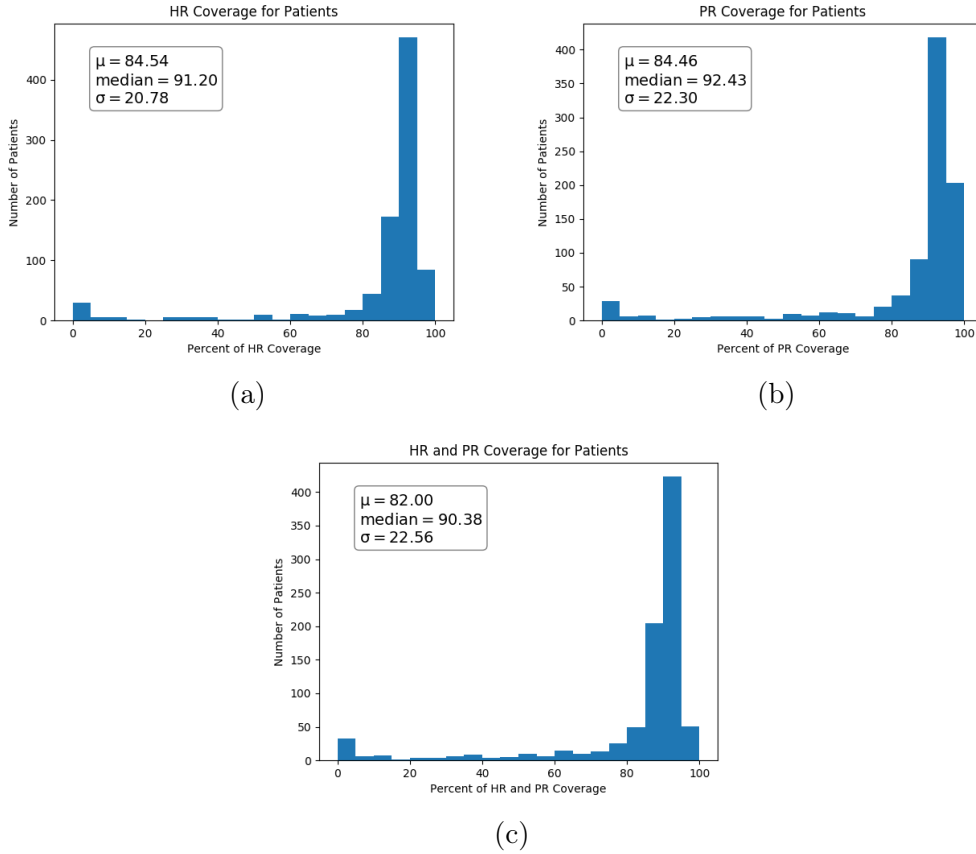 HR Coverage for Patients
μ = 84.54
median = 91.20
σ = 20.78
Number of Patients
400
300
200
100
0
0 20 40 60 80 100
Percent of HR Coverage
(a)
PR Coverage for Patients
μ = 84.46
median = 92.43
σ = 22.30
Number of Patients
400
350
300
250
200
150
100
50
0
0 20 40 60 80 100
Percent of PR Coverage
(b)
HR and PR Coverage for Patients
μ = 82.00
median = 90.38
σ = 22.56
Number of Patients
400
350
300
250
200
150
100
50
0
0 20 40 60 80 100
Percent of HR and PR Coverage
(c)